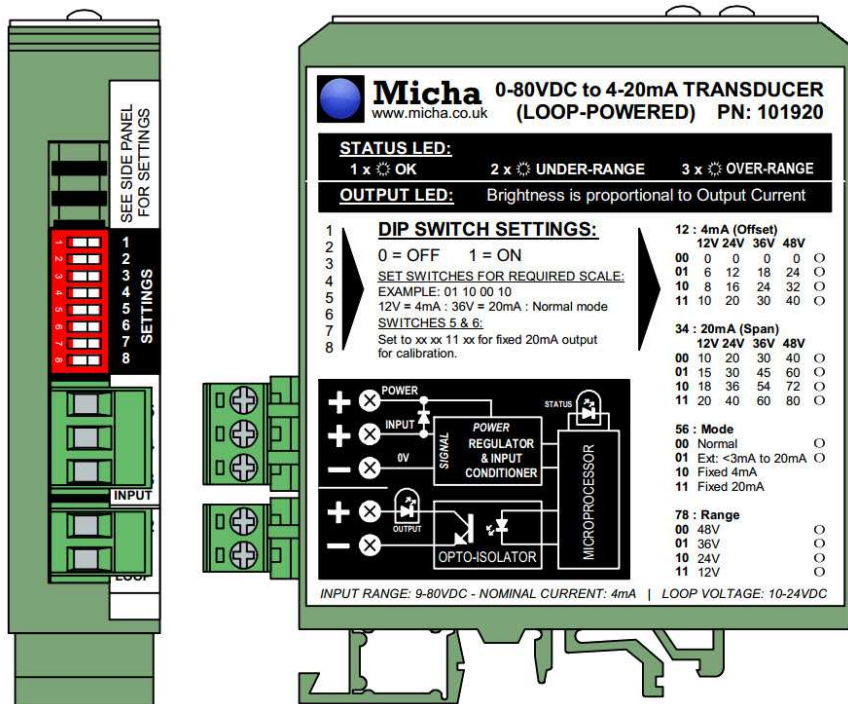 SEE SIDE PANEL
FOR SETTINGS
1
2
3
4
5
6
7
8
1
2
3
4
5
6
7
8
SETTINGS
INPUT
Micha
www.micha.co.uk
0-80VDC to 4-20mA TRANSDUCER
(LOOP-POWERED) PN: 101920
STATUS LED:
1 x OK 2 x UNDER-RANGE 3 x OVER-RANGE
OUTPUT LED: Brightness is proportional to Output Current
1
2
3
4
5
6
7
8
DIP SWITCH SETTINGS:
0 = OFF 1 = ON
SET SWITCHES FOR REQUIRED SCALE:
EXAMPLE: 01 10 00 10
12V = 4mA : 36V = 20mA : Normal mode
SWITCHES 5 & 6:
Set to xx xx 11 xx for fixed 20mA output
for calibration.
12 : 4mA (Offset)
12V 24V 36V 48V
00 0 0 0 0 O
01 6 12 18 24 O
10 8 16 24 32 O
11 10 20 30 40 O
34 : 20mA (Span)
12V 24V 36V 48V
00 10 20 30 40 O
01 15 30 45 60 O
10 18 36 54 72 O
11 20 40 60 80 O
56 : Mode
00 Normal O
01 Ext: <3mA to 20mA O
10 Fixed 4mA
11 Fixed 20mA
78 : Range
00 48V O
01 36V O
10 24V O
11 12V O
+ POWER
+ INPUT
- 0V
+
-
OUTPUT
SIGNAL
POWER
REGULATOR
& INPUT
CONDITIONER
STATUS
MICROPROCESSOR
OPTO-ISOLATOR
INPUT RANGE: 9-80VDC - NOMINAL CURRENT: 4mA | LOOP VOLTAGE: 10-24VDC